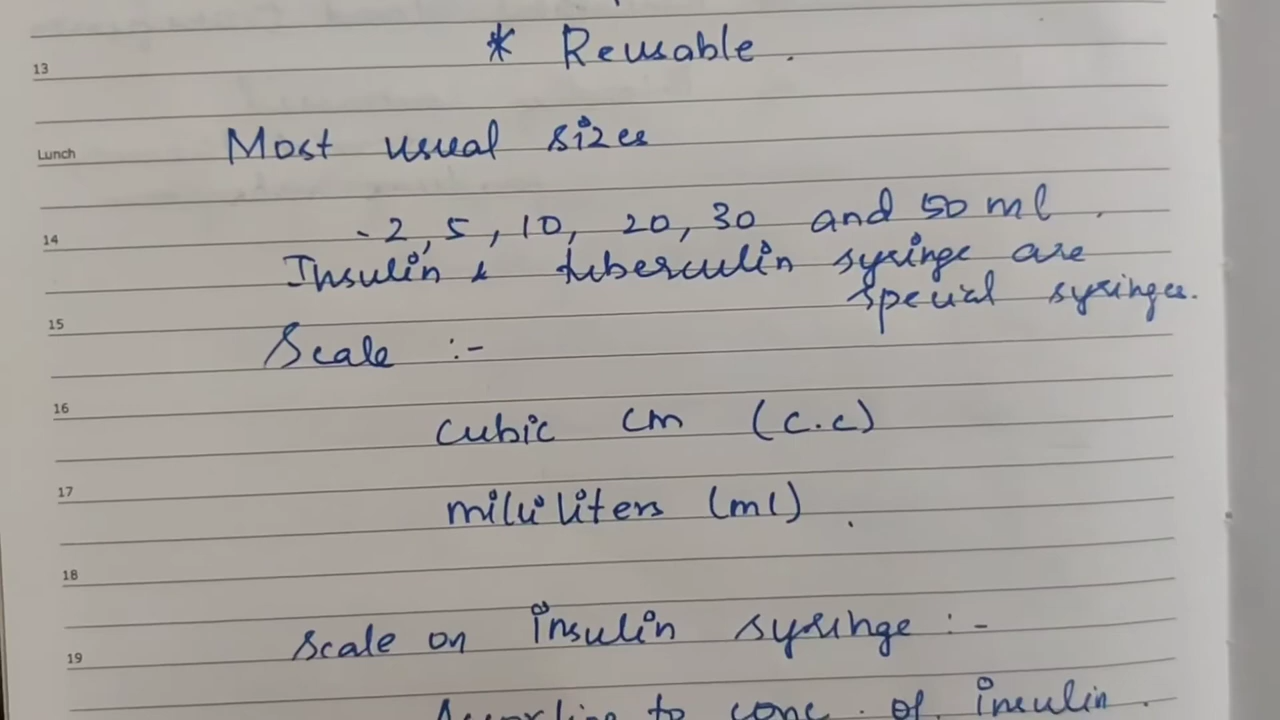 * Reusable.
13
Lunch Most usual sizes
- 2, 5, 10, 20, 30 and 50 ml.
14
Insulin & tuberculin syringe are
special syringes.
15
Scale :-
16
cubic cm (c.c)
17
mililiters (ml).
18
Scale on insulin syringe :-
19
According to conc. of insulin.